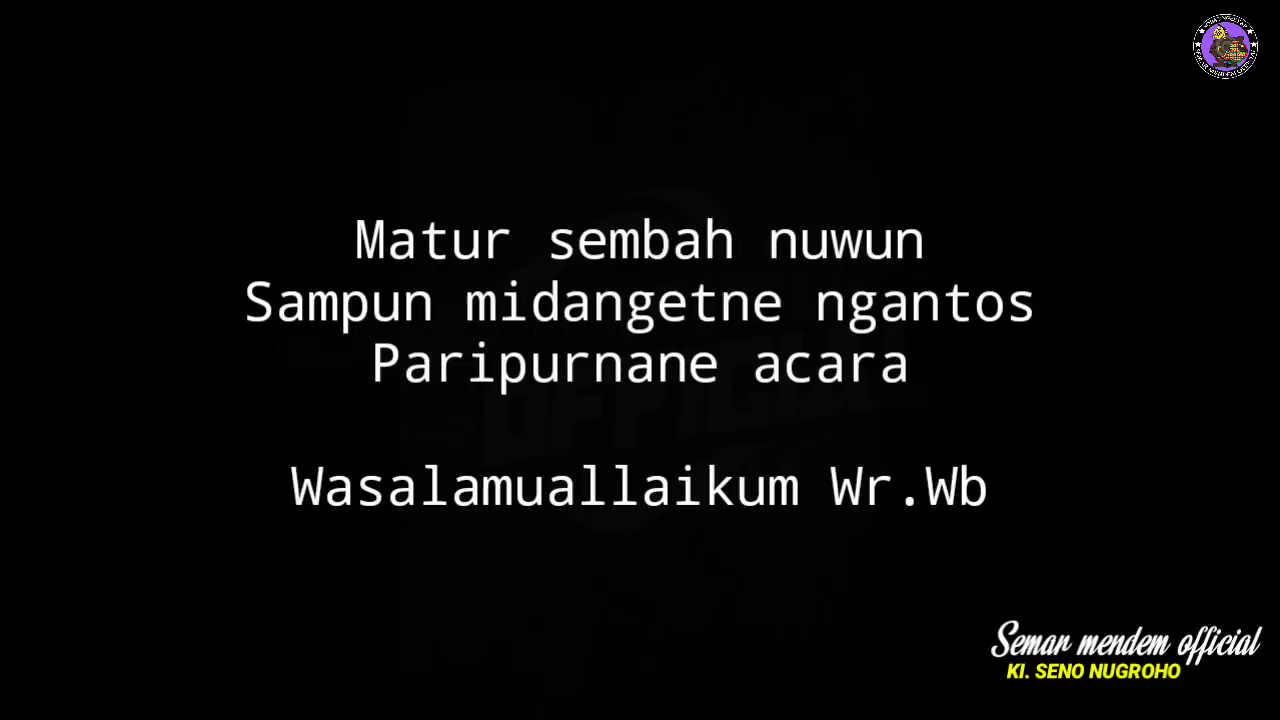 Matur sembah nuwun
Sampun midangetne ngantos
Paripurnane acara
Wasalamuallaikum Wr.Wb
Semar mendem official
KI. SENO NUGROHO